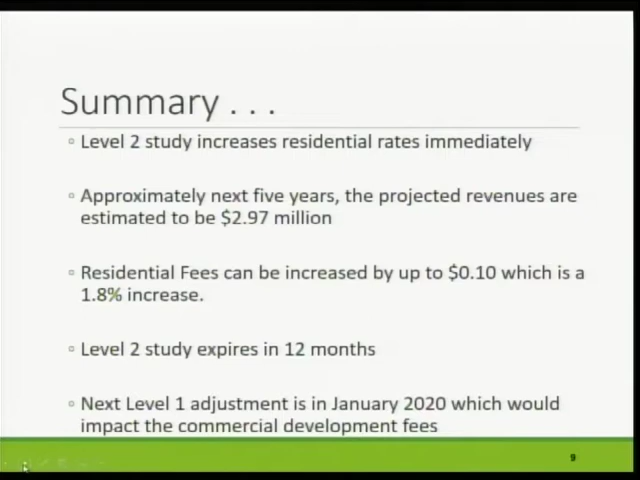 Summary . . .
▫ Level 2 study increases residential rates immediately
▫ Approximately next five years, the projected revenues are
estimated to be $2.97 million
▫ Residential Fees can be increased by up to $0.10 which is a
1.8% increase.
▫ Level 2 study expires in 12 months
▫ Next Level 1 adjustment is in January 2020 which would
impact the commercial development fees
9